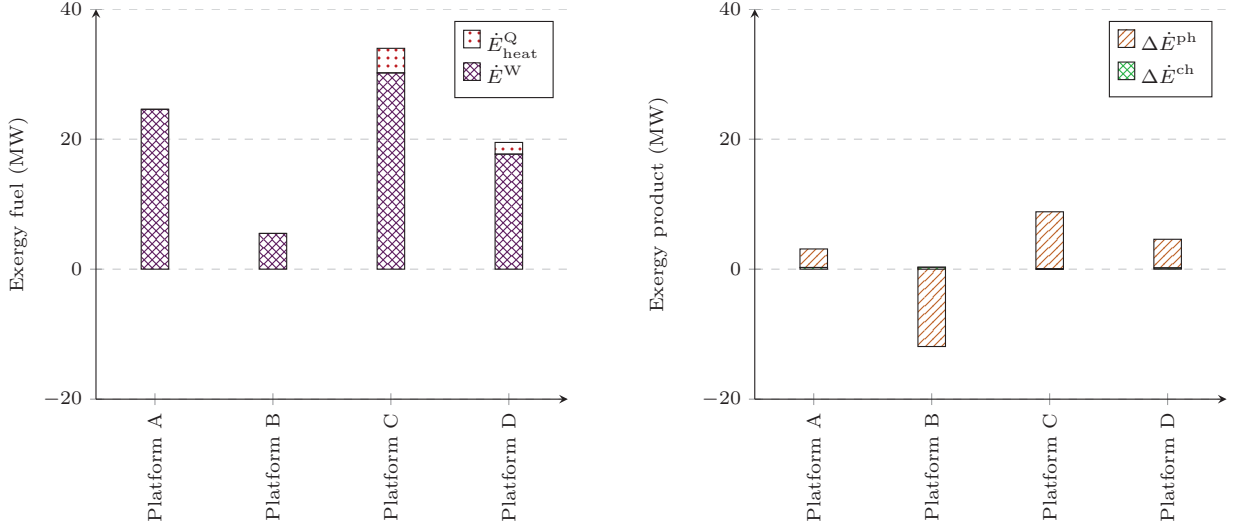 40
20
0
−20
Exergy fuel (MW)
Platform A
Platform B
Platform C
Platform D
Ė^Q_heat
Ė^W
40
20
0
−20
Exergy product (MW)
Platform A
Platform B
Platform C
Platform D
ΔĖ^ph
ΔĖ^ch